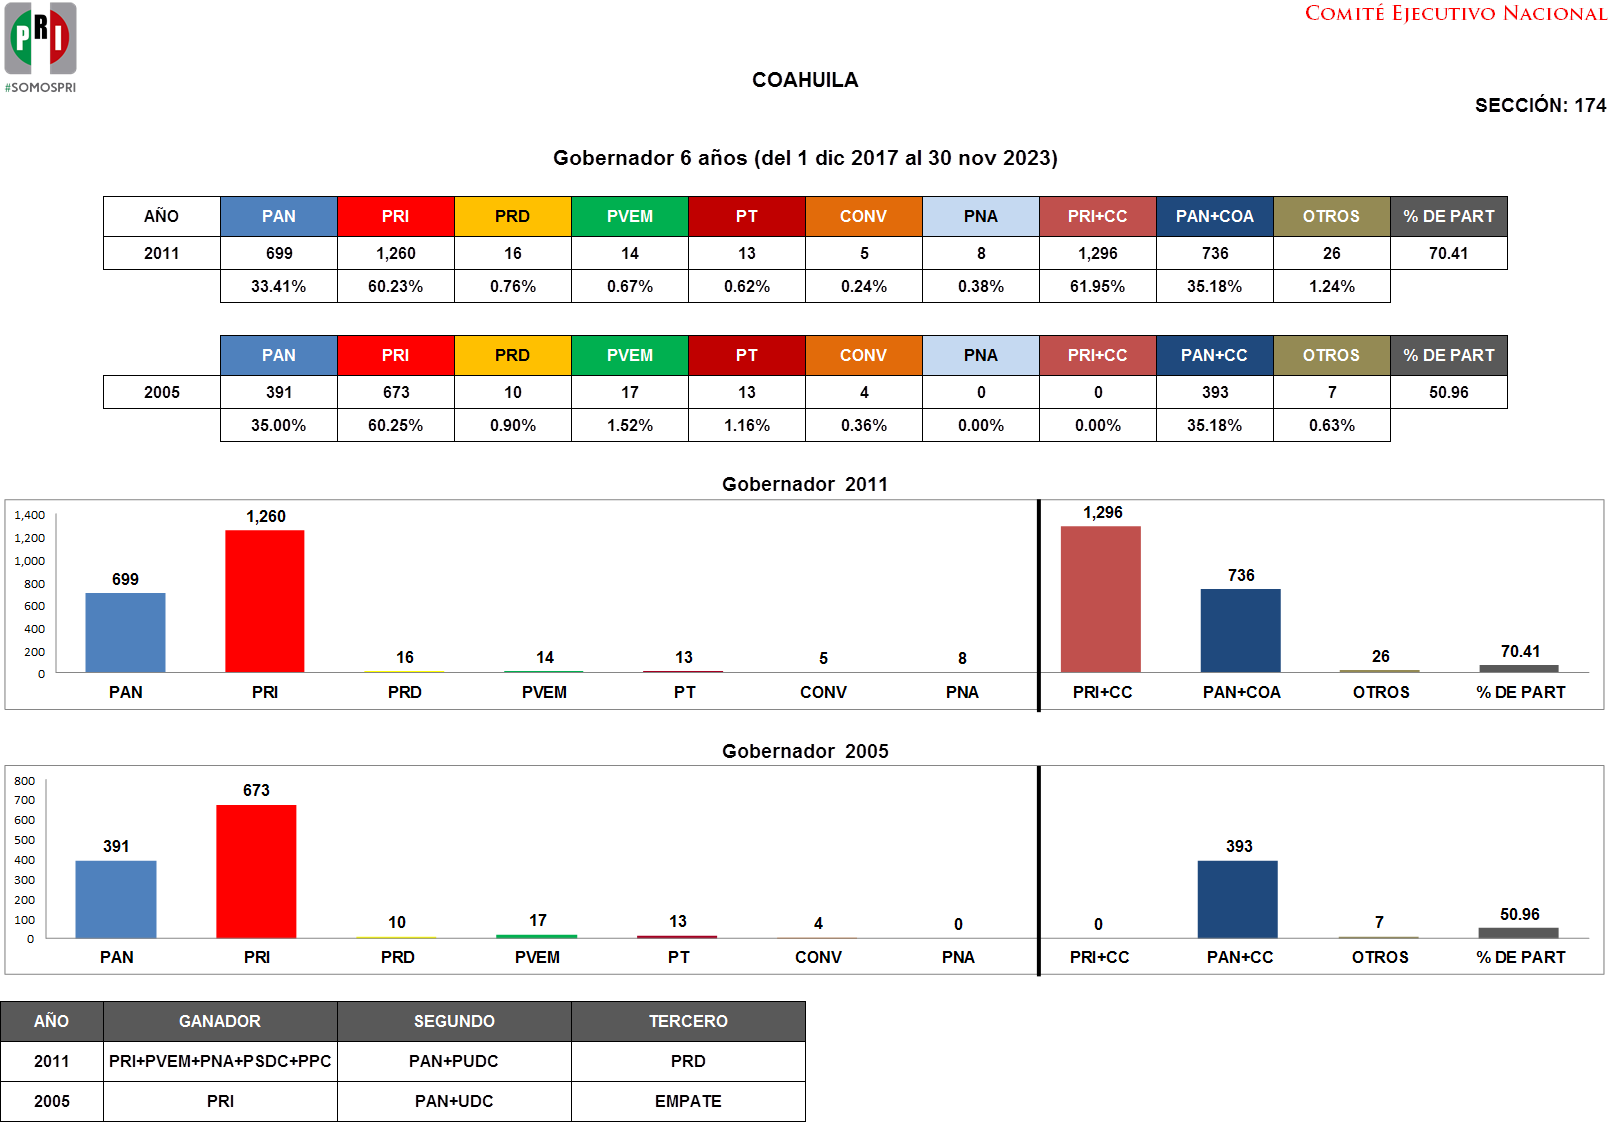 PRI
#SOMOSPRI
COMITÉ EJECUTIVO NACIONAL
COAHUILA
SECCIÓN: 174
Gobernador 6 años (del 1 dic 2017 al 30 nov 2023)
AÑO PAN PRI PRD PVEM PT CONV PNA PRI+CC PAN+COA OTROS % DE PART
2011 699 1,260 16 14 13 5 8 1,296 736 26 70.41
33.41% 60.23% 0.76% 0.67% 0.62% 0.24% 0.38% 61.95% 35.18% 1.24%
PAN PRI PRD PVEM PT CONV PNA PRI+CC PAN+CC OTROS % DE PART
2005 391 673 10 17 13 4 0 0 393 7 50.96
35.00% 60.25% 0.90% 1.52% 1.16% 0.36% 0.00% 0.00% 35.18% 0.63%
Gobernador 2011
1,400
1,200
1,000
800
600
400
200
0
699 1,260 16 14 13 5 8 1,296 736 26 70.41
PAN PRI PRD PVEM PT CONV PNA PRI+CC PAN+COA OTROS % DE PART
Gobernador 2005
800
700
600
500
400
300
200
100
0
391 673 10 17 13 4 0 0 393 7 50.96
PAN PRI PRD PVEM PT CONV PNA PRI+CC PAN+CC OTROS % DE PART
AÑO GANADOR SEGUNDO TERCERO
2011 PRI+PVEM+PNA+PSDC+PPC PAN+PUDC PRD
2005 PRI PAN+UDC EMPATE